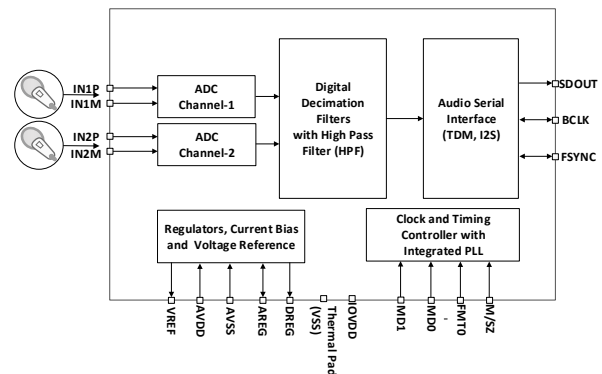 IN1P
IN1M
IN2P
IN2M
ADC
Channel-1
ADC
Channel-2
Digital
Decimation
Filters
with High Pass
Filter (HPF)
Audio Serial
Interface
(TDM, I2S)
SDOUT
BCLK
FSYNC
Regulators, Current Bias
and Voltage Reference
Clock and Timing
Controller with
Integrated PLL
VREF
AVDD
AVSS
AREG
DREG
Thermal Pad
(VSS)
IOVDD
MD1
MD0
-
FMT0
M/SZ